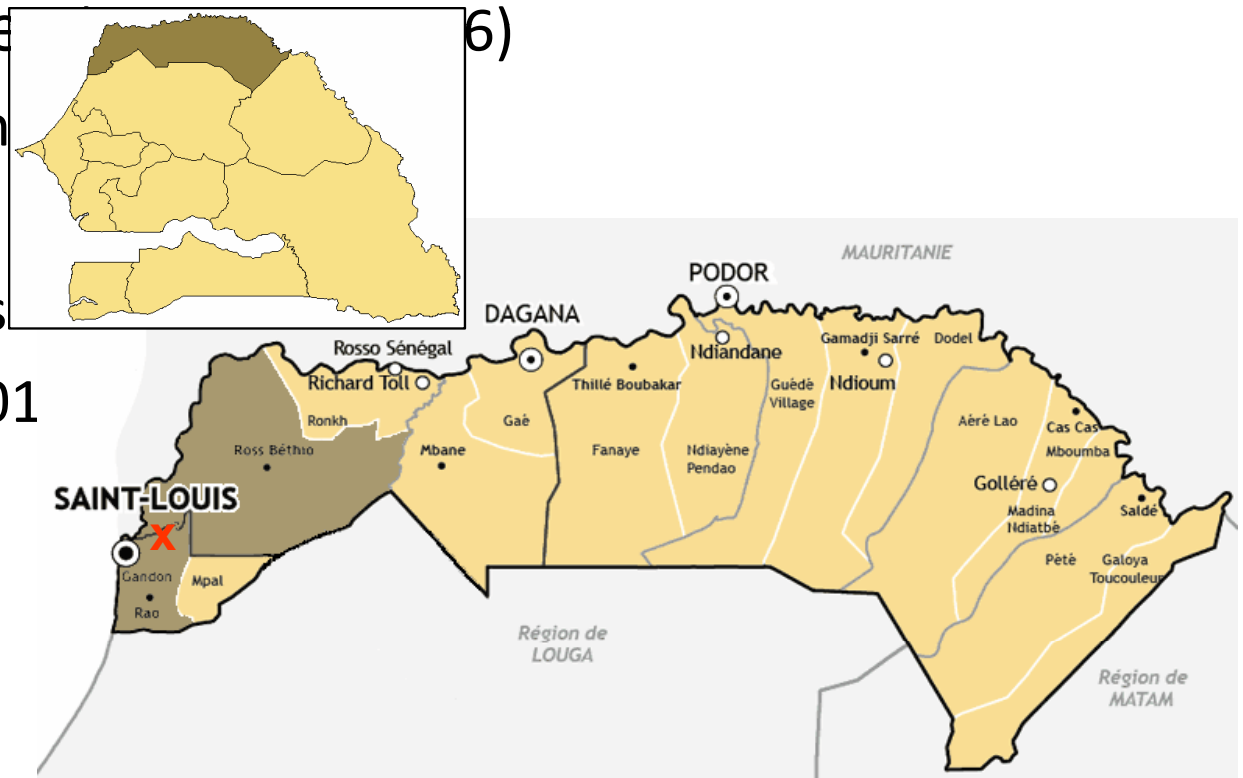 6)
01
MAURITANIE
PODOR
DAGANA
Rosso Sénégal
Ndiandane
Gamadji Sarré
Dodel
Richard Toll
Thillé Boubakar
Guèdè
Village
Ndioum
Ronkh
Gaé
Aéré Lao
Cas Cas
Ross Béthio
Mbane
Fanaye
Ndiayène
Pendao
Mboumba
SAINT-LOUIS
Golléré
X
Madina
Ndiatbé
Saldé
Gandon
Mpal
Pété
Galoya
Toucouleur
Rao
Région de
LOUGA
Région de
MATAM